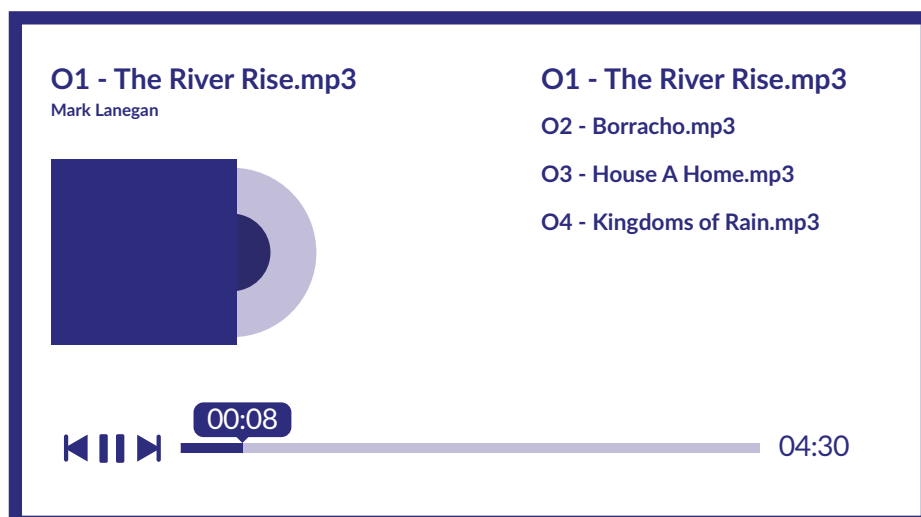 O1 - The River Rise.mp3
Mark Lanegan
O1 - The River Rise.mp3
O2 - Borracho.mp3
O3 - House A Home.mp3
O4 - Kingdoms of Rain.mp3
00:08
04:30